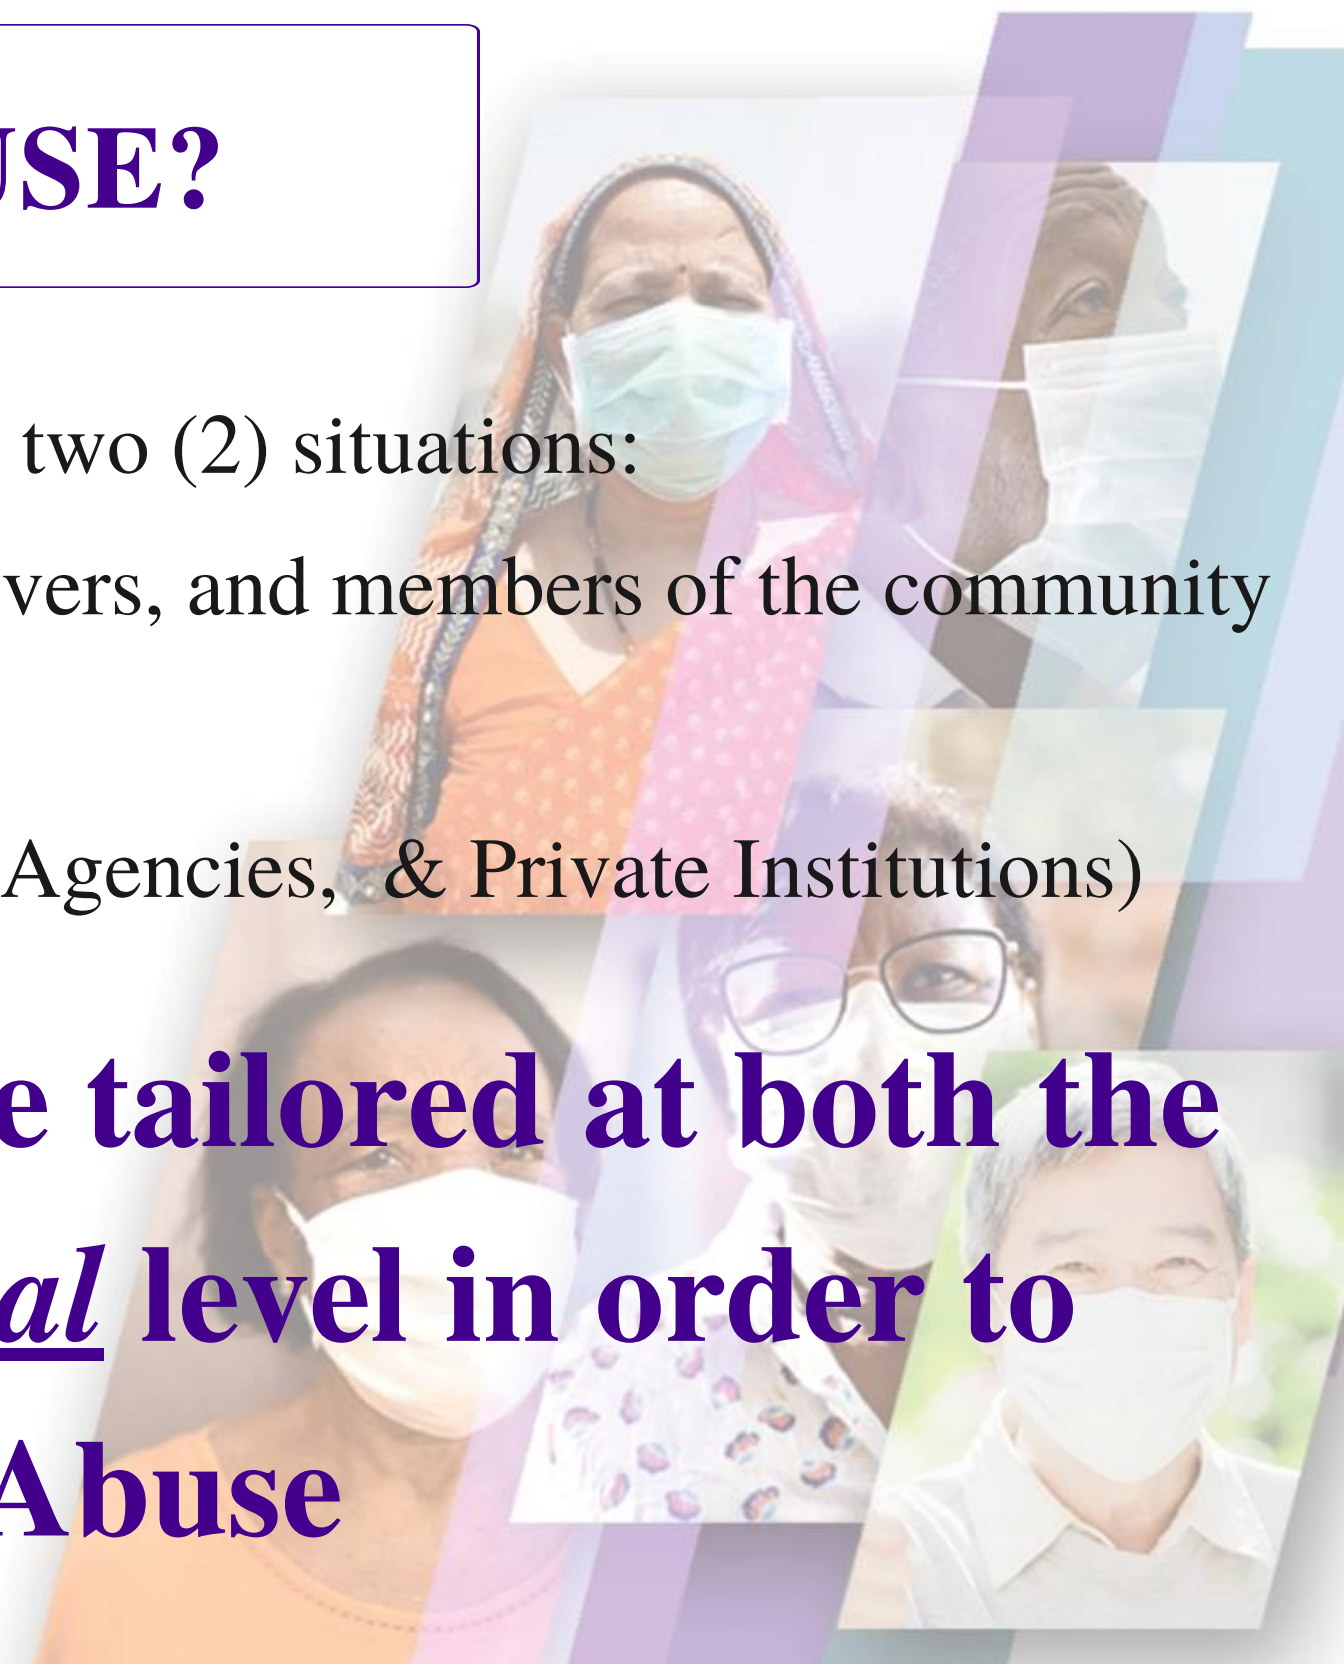 USE?
two (2) situations:
vers, and members of the community
Agencies, & Private Institutions)
e tailored at both the
al level in order to
Abuse